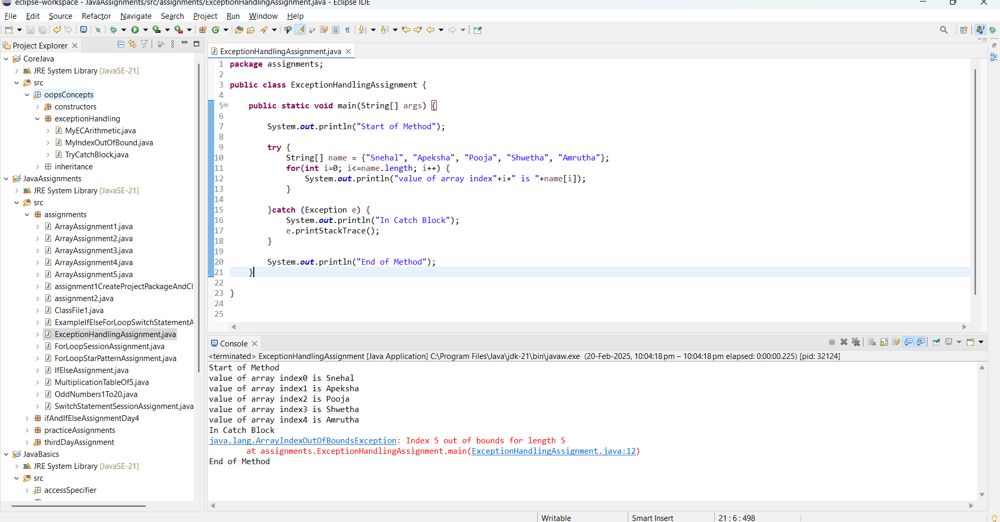 eclipse-workspace - JavaAssignments/src/assignments/ExceptionHandlingAssignment.java - Eclipse IDE
File Edit Source Refactor Navigate Search Project Run Window Help
Project Explorer
CoreJava
JRE System Library [JavaSE-21]
src
oopsConcepts
constructors
exceptionHandling
MyECArithmetic.java
MyIndexOutOfBound.java
TryCatchBlock.java
inheritance
JavaAssignments
JRE System Library [JavaSE-21]
src
assignments
ArrayAssignment1.java
ArrayAssignment2.java
ArrayAssignment3.java
ArrayAssignment4.java
ArrayAssignment5.java
assignment1CreateProjectPackageAndCl
assignment2.java
ClassFile1.java
ExampleIfElseForLoopSwitchStatementA
ExceptionHandlingAssignment.java
ForLoopSessionAssignment.java
ForLoopStarPatternAssignment.java
IfElseAssignment.java
MultiplicationTableOf5.java
OddNumbers1To20.java
SwitchStatementSessionAssignment.java
ifAndIfElseAssignmentDay4
practiceAssignments
thirdDayAssignment
JavaBasics
JRE System Library [JavaSE-21]
src
accessSpecifier
ExceptionHandlingAssignment.java
1 package assignments;
2
3 public class ExceptionHandlingAssignment {
4
5 public static void main(String[] args) {
6
7 System.out.println("Start of Method");
8
9 try {
10 String[] name = {"Snehal", "Apeksha", "Pooja", "Shwetha", "Amrutha"};
11 for(int i=0; i<=name.length; i++) {
12 System.out.println("value of array index"+i+" is "+name[i]);
13 }
14
15 }catch (Exception e) {
16 System.out.println("In Catch Block");
17 e.printStackTrace();
18 }
19
20 System.out.println("End of Method");
21 }
22
23 }
24
25
Console
<terminated> ExceptionHandlingAssignment [Java Application] C:\Program Files\Java\jdk-21\bin\javaw.exe (20-Feb-2025, 10:04:18 pm – 10:04:18 pm elapsed: 0:00:00.225) [pid: 32124]
Start of Method
value of array index0 is Snehal
value of array index1 is Apeksha
value of array index2 is Pooja
value of array index3 is Shwetha
value of array index4 is Amrutha
In Catch Block
java.lang.ArrayIndexOutOfBoundsException: Index 5 out of bounds for length 5
at assignments.ExceptionHandlingAssignment.main(ExceptionHandlingAssignment.java:12)
End of Method
Writable Smart Insert 21 : 6 : 498